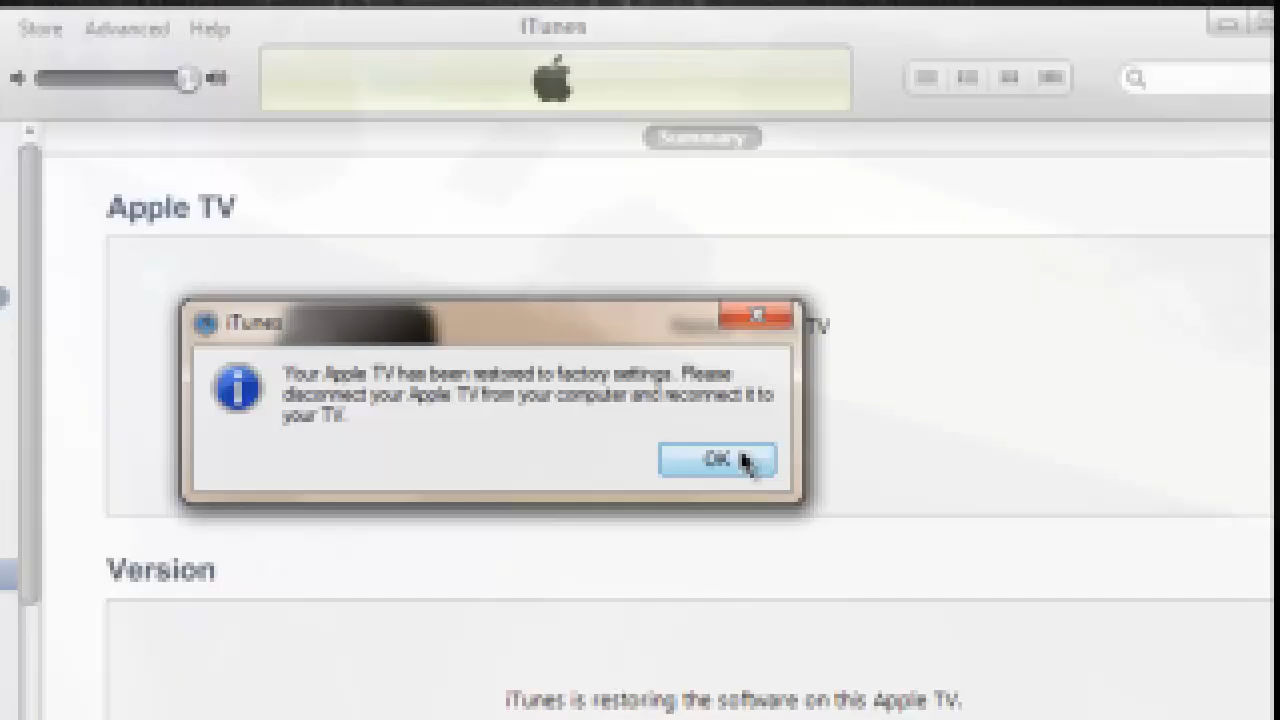 Store Advanced Help
iTunes
Summary
Apple TV
iTunes
TV
Your Apple TV has been restored to factory settings. Please
disconnect your Apple TV from your computer and reconnect it to
your TV.
OK
Version
iTunes is restoring the software on this Apple TV.